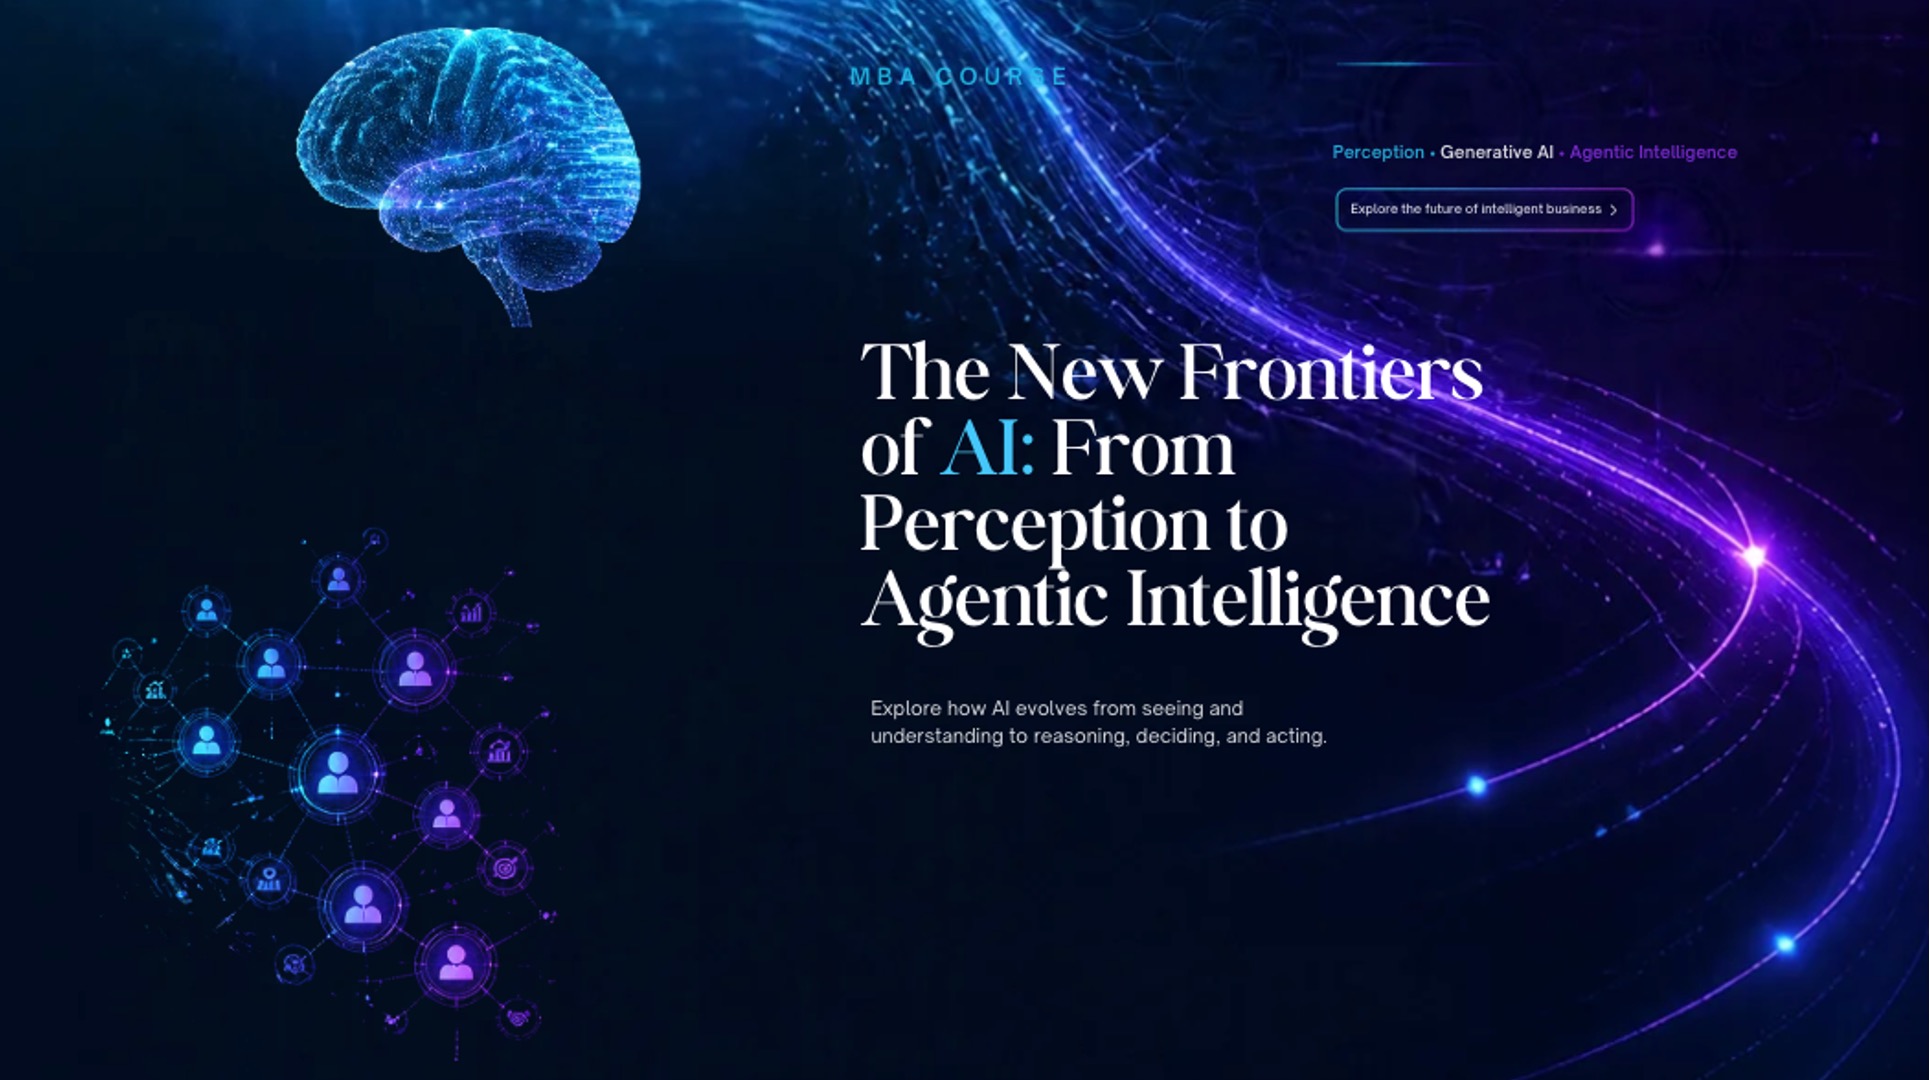 MBA COURSE
Perception • Generative AI • Agentic Intelligence
Explore the future of intelligent business >
The New Frontiers
of AI: From
Perception to
Agentic Intelligence
Explore how AI evolves from seeing and
understanding to reasoning, deciding, and acting.